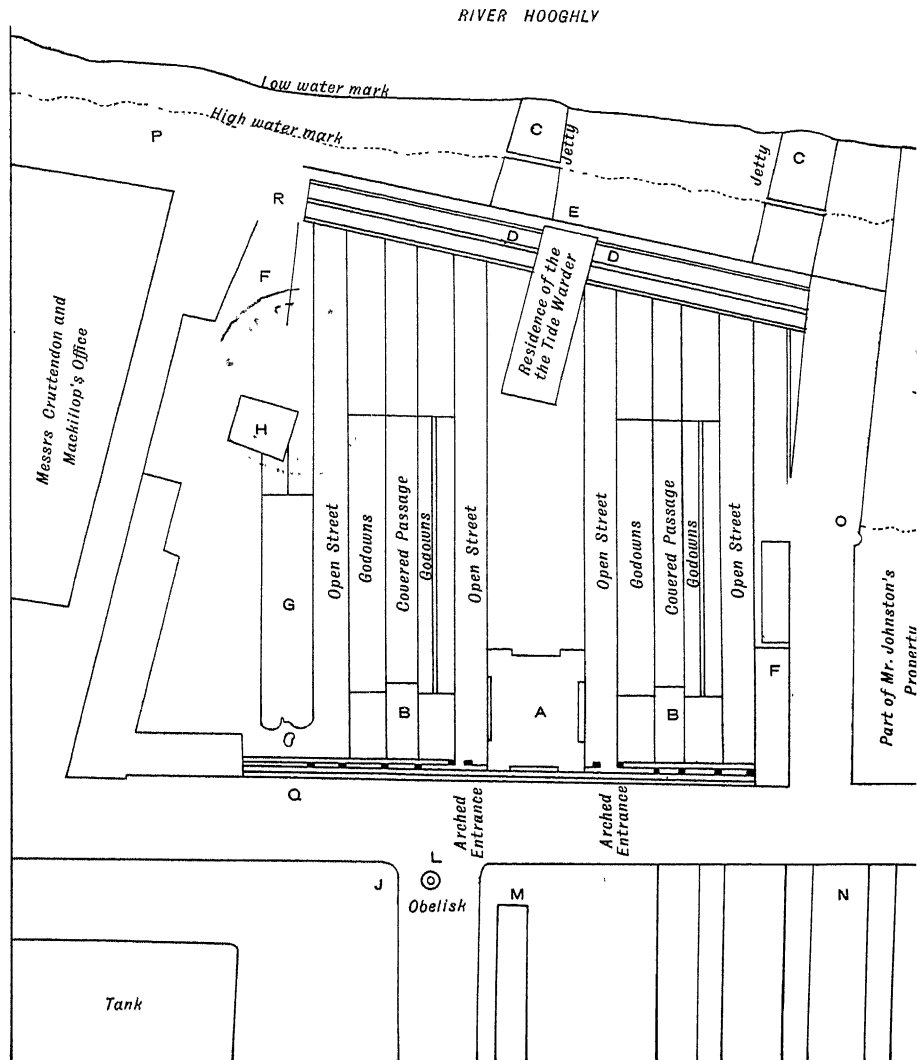 RIVER HOOGHLY
Low water mark
High water mark
P
C
Jetty
Jetty
C
R
E
D
D
F
Residence of the
the Tide Warder
Messrs Cruttendon and
Mackillop's Office
H
Open Street
Godowns
Covered Passage
Godowns
Open Street
Open Street
Godowns
Covered Passage
Godowns
Open Street
O
G
F
Part of Mr. Johnston's
Property
B
A
B
Q
Arched
Entrance
Arched
Entrance
L
J
Obelisk
M
N
Tank